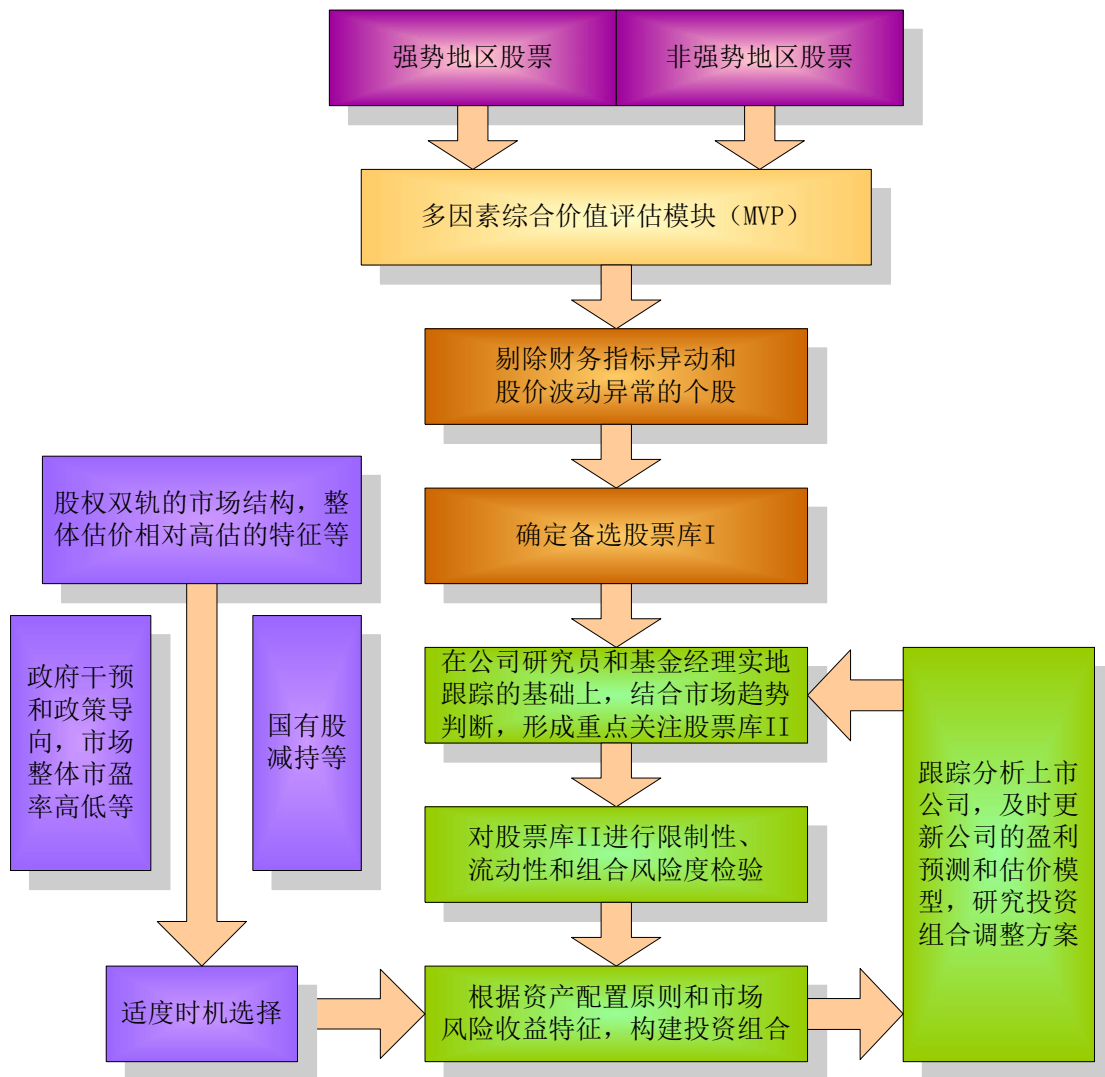 强势地区股票
非强势地区股票
多因素综合价值评估模块（MVP）
剔除财务指标异动和
股价波动异常的个股
股权双轨的市场结构，整
体估价相对高估的特征等
确定备选股票库I
政府干预
和政策导
向，市场
整体市盈
率高低等
国有股
减持等
在公司研究员和基金经理实地
跟踪的基础上，结合市场趋势
判断，形成重点关注股票库II
跟踪分析上市
公司，及时更
新公司的盈利
预测和估价模
型，研究投资
组合调整方案
对股票库II进行限制性、
流动性和组合风险度检验
适度时机选择
根据资产配置原则和市场
风险收益特征，构建投资组合